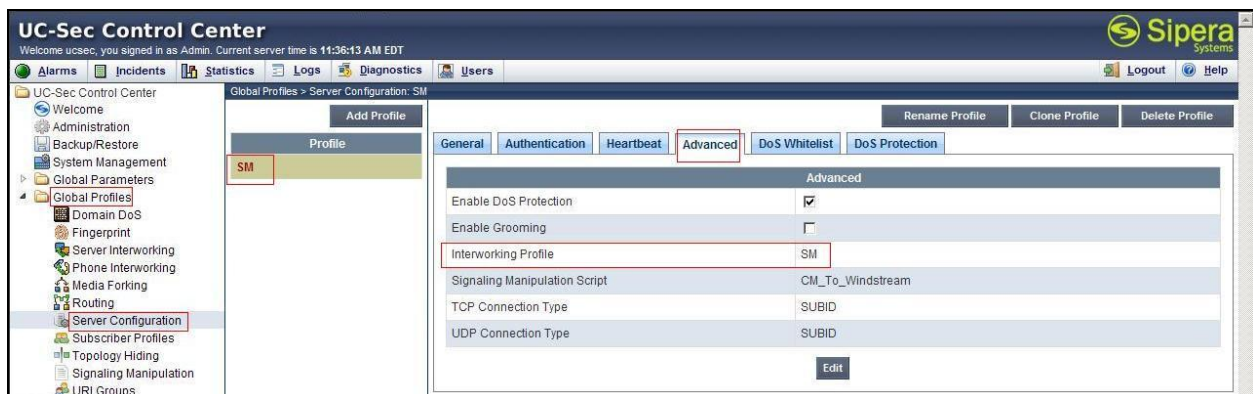 UC-Sec Control Center
Welcome ucsec, you signed in as Admin. Current server time is 11:36:13 AM EDT
Sipera
Systems
Alarms Incidents Statistics Logs Diagnostics Users Logout Help
UC-Sec Control Center
Welcome
Administration
Backup/Restore
System Management
Global Parameters
Global Profiles
Domain DoS
Fingerprint
Server Interworking
Phone Interworking
Media Forking
Routing
Server Configuration
Subscriber Profiles
Topology Hiding
Signaling Manipulation
URI Groups
Global Profiles > Server Configuration: SM
Add Profile
Profile
SM
Rename Profile Clone Profile Delete Profile
General Authentication Heartbeat Advanced DoS Whitelist DoS Protection
Advanced
Enable DoS Protection
Enable Grooming
Interworking Profile SM
Signaling Manipulation Script CM_To_Windstream
TCP Connection Type SUBID
UDP Connection Type SUBID
Edit